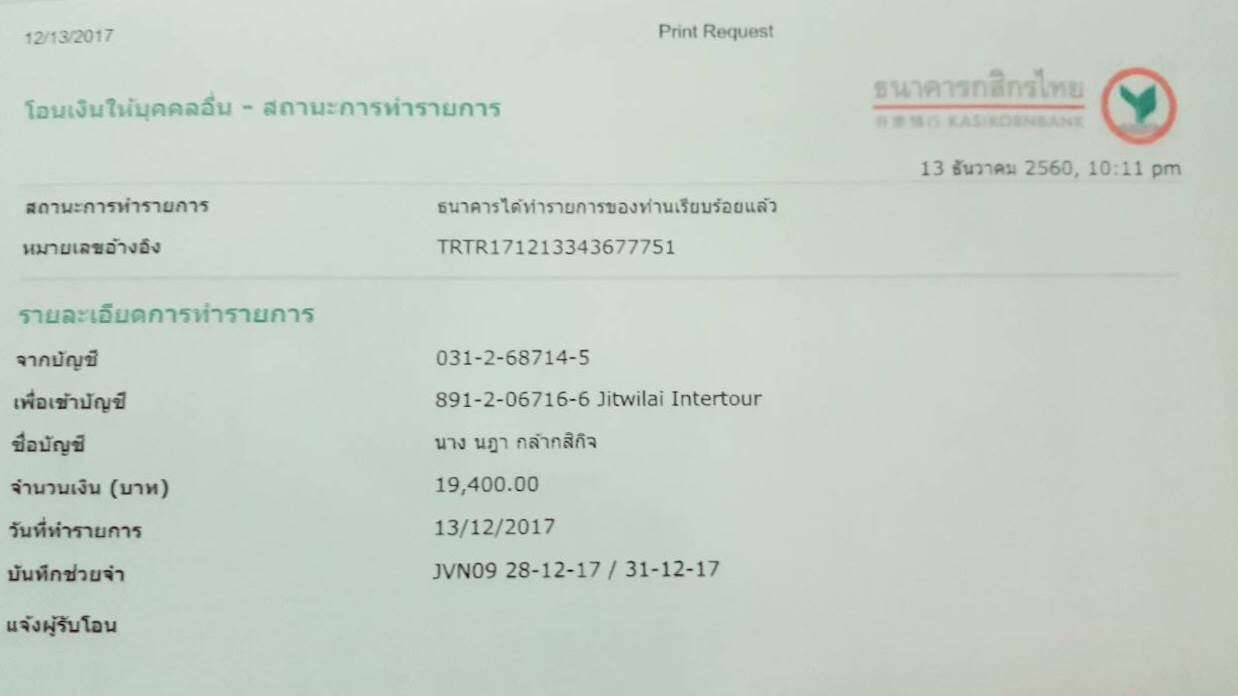 12/13/2017 Print Request
โอนเงินให้บุคคลอื่น - สถานะการทำรายการ
ธนาคารกสิกรไทย
开泰银行 KASIKORNBANK
13 ธันวาคม 2560, 10:11 pm
สถานะการทำรายการ ธนาคารได้ทำรายการของท่านเรียบร้อยแล้ว
หมายเลขอ้างอิง TRTR171213343677751
รายละเอียดการทำรายการ
จากบัญชี 031-2-68714-5
เพื่อเข้าบัญชี 891-2-06716-6 Jitwilai Intertour
ชื่อบัญชี นาง นฎา กล้ากสิกิจ
จำนวนเงิน (บาท) 19,400.00
วันที่ทำรายการ 13/12/2017
บันทึกช่วยจำ JVN09 28-12-17 / 31-12-17
แจ้งผู้รับโอน